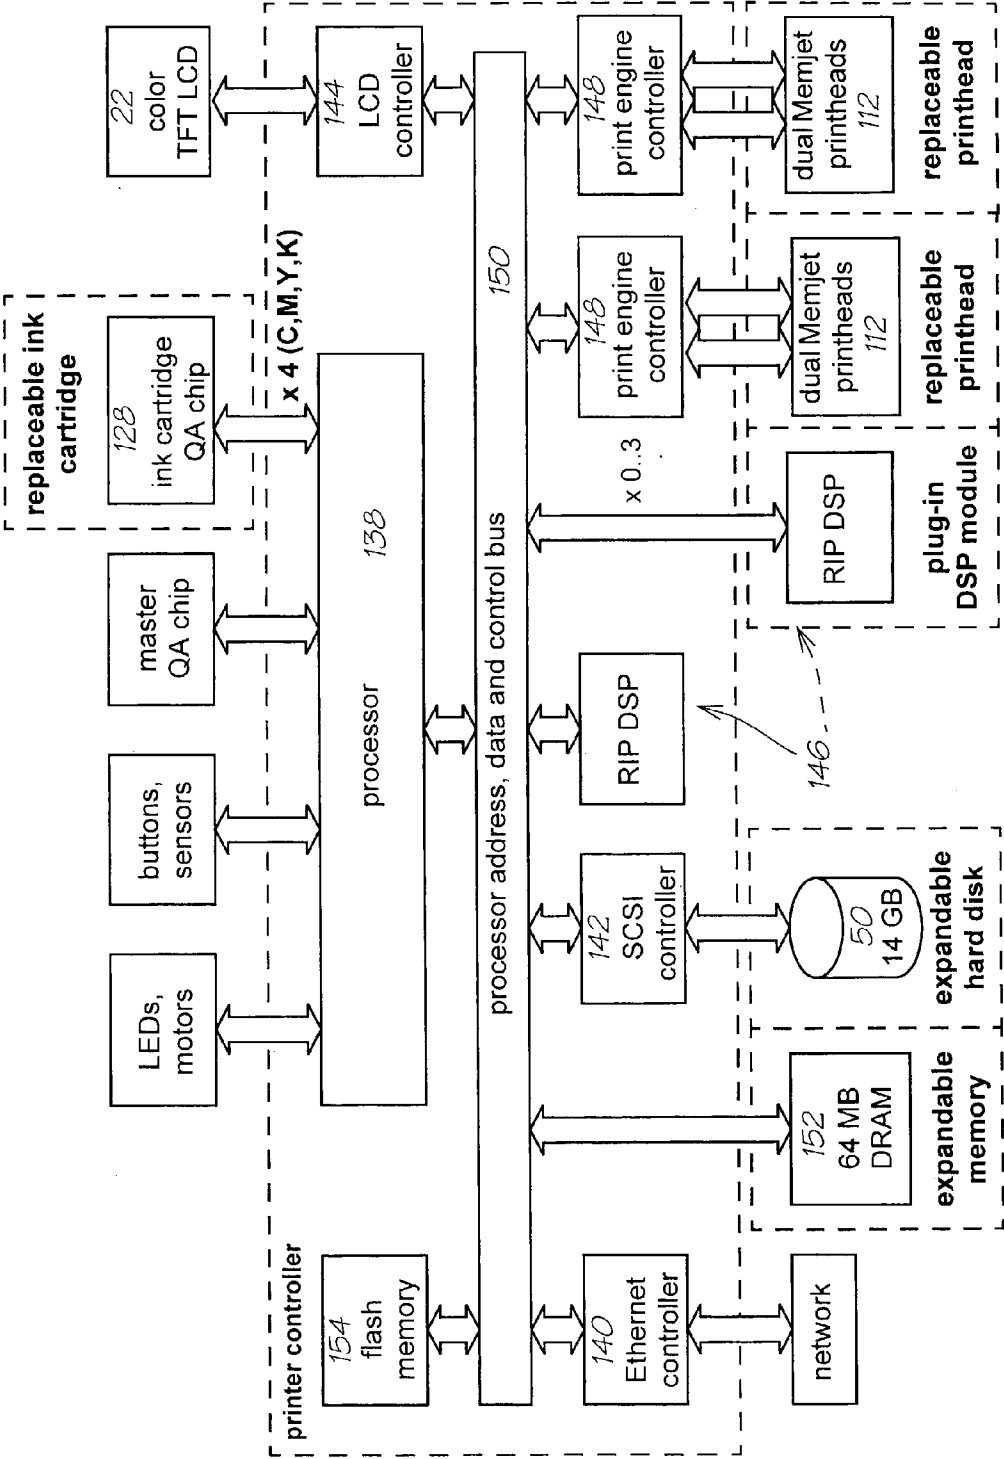 replaceable ink
cartridge
LEDs,
motors
buttons,
sensors
master
QA chip
128
ink cartridge
QA chip
22
color
TFT LCD
x 4 (C,M,Y,K)
printer controller
154
flash
memory
processor
138
144
LCD
controller
processor address, data and control bus
150
140
Ethernet
controller
142
SCSI
controller
RIP DSP
x 0..3
148
print engine
controller
148
print engine
controller
146
network
152
64 MB
DRAM
50
14 GB
RIP DSP
dual Memjet
printheads
112
dual Memjet
printheads
112
expandable
memory
expandable
hard disk
plug-in
DSP module
replaceable
printhead
replaceable
printhead